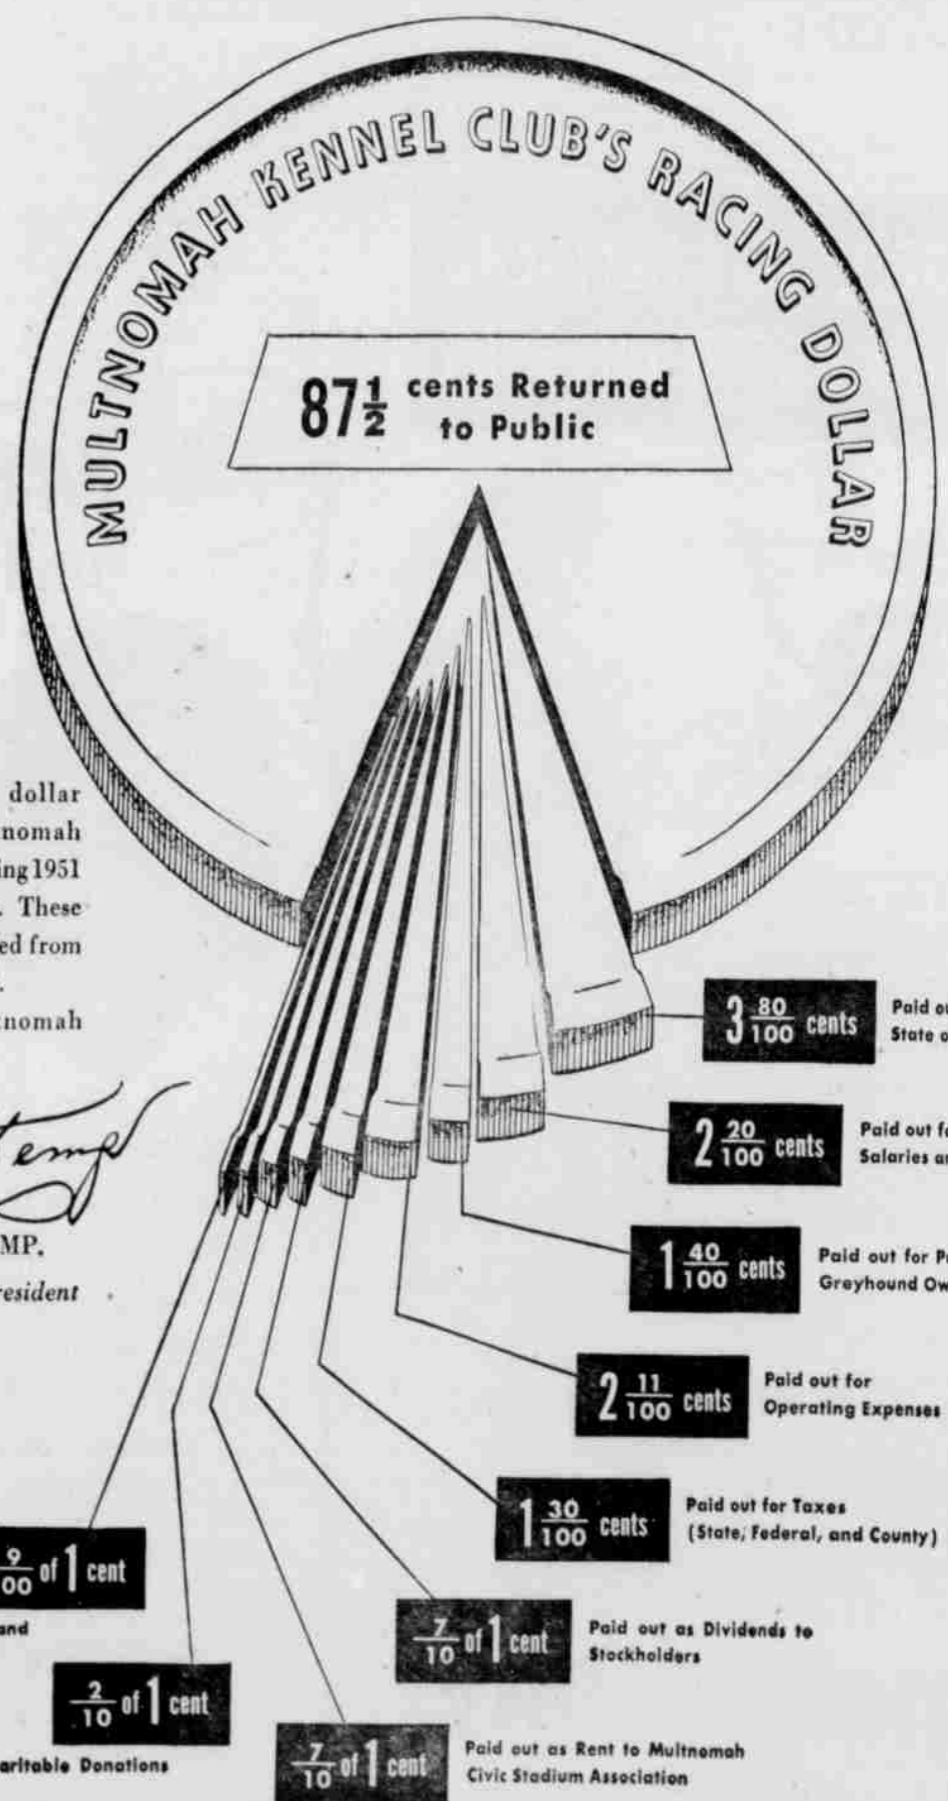 MULTNOMAH KENNEL CLUB'S RACING DOLLAR
87 1/2 cents Returned
to Public
dollar
nomah
ing 1951
. These
ed from
.
tnomah
MP,
resident
3 80/100 cents
Paid ou
State o
2 20/100 cents
Paid out fo
Salaries an
1 40/100 cents
Paid out for P
Greyhound Ow
2 11/100 cents
Paid out for
Operating Expenses
1 30/100 cents
Paid out for Taxes
(State, Federal, and County)
9/00 of 1 cent
and
7/10 of 1 cent
Paid out as Dividends to
Stockholders
2/10 of 1 cent
aritable Donations
7/10 of 1 cent
Paid out as Rent to Multnomah
Civic Stadium Association